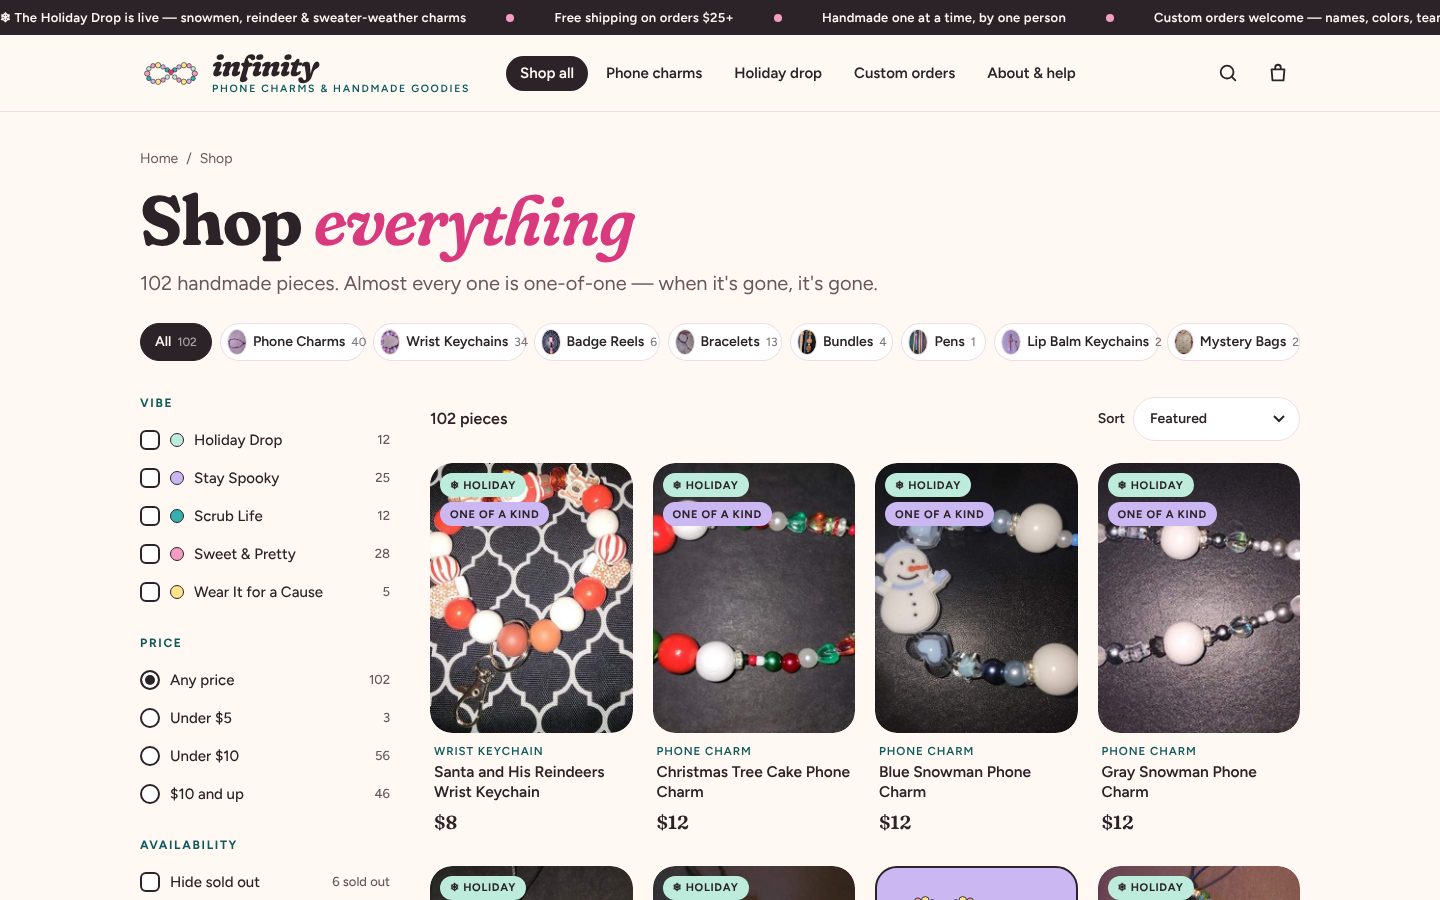 ❄ The Holiday Drop is live — snowmen, reindeer & sweater-weather charms
Free shipping on orders $25+
Handmade one at a time, by one person
Custom orders welcome — names, colors, tear
infinity
PHONE CHARMS & HANDMADE GOODIES
Shop all
Phone charms
Holiday drop
Custom orders
About & help
Home / Shop
Shop everything
102 handmade pieces. Almost every one is one-of-one — when it's gone, it's gone.
All 102
Phone Charms 40
Wrist Keychains 34
Badge Reels 6
Bracelets 13
Bundles 4
Pens 1
Lip Balm Keychains 2
Mystery Bags 2
VIBE
Holiday Drop 12
Stay Spooky 25
Scrub Life 12
Sweet & Pretty 28
Wear It for a Cause 5
PRICE
Any price 102
Under $5 3
Under $10 56
$10 and up 46
AVAILABILITY
Hide sold out 6 sold out
102 pieces
Sort Featured
❄ HOLIDAY
ONE OF A KIND
WRIST KEYCHAIN
Santa and His Reindeers
Wrist Keychain
$8
❄ HOLIDAY
ONE OF A KIND
PHONE CHARM
Christmas Tree Cake Phone
Charm
$12
❄ HOLIDAY
ONE OF A KIND
PHONE CHARM
Blue Snowman Phone
Charm
$12
❄ HOLIDAY
ONE OF A KIND
PHONE CHARM
Gray Snowman Phone
Charm
$12
❄ HOLIDAY
❄ HOLIDAY
❄ HOLIDAY